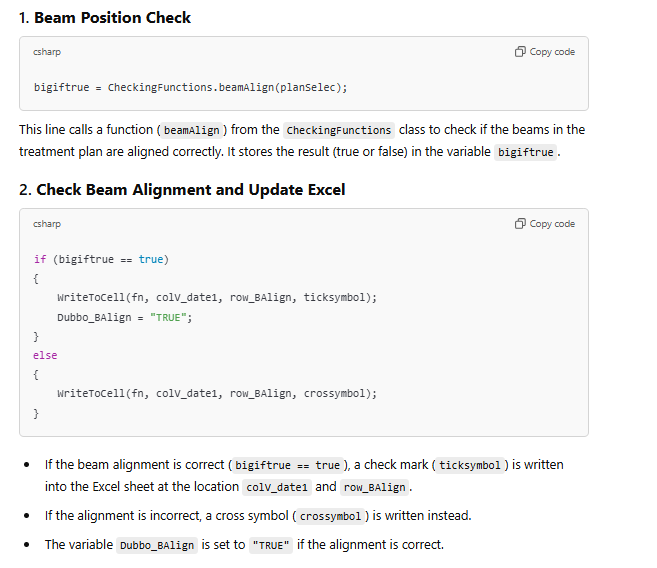 1. Beam Position Check
csharp
Copy code
bigiftrue = CheckingFunctions.beamAlign(planSelec);
This line calls a function ( beamAlign ) from the CheckingFunctions class to check if the beams in the
treatment plan are aligned correctly. It stores the result (true or false) in the variable bigiftrue .
2. Check Beam Alignment and Update Excel
csharp
Copy code
if (bigiftrue == true)
{
    WriteToCell(fn, colV_date1, row_BAlign, ticksymbol);
    Dubbo_BAlign = "TRUE";
}
else
{
    WriteToCell(fn, colV_date1, row_BAlign, crossymbol);
}
• If the beam alignment is correct ( bigiftrue == true ), a check mark ( ticksymbol ) is written
into the Excel sheet at the location colV_date1 and row_BAlign .
• If the alignment is incorrect, a cross symbol ( crossymbol ) is written instead.
• The variable Dubbo_BAlign is set to "TRUE" if the alignment is correct.